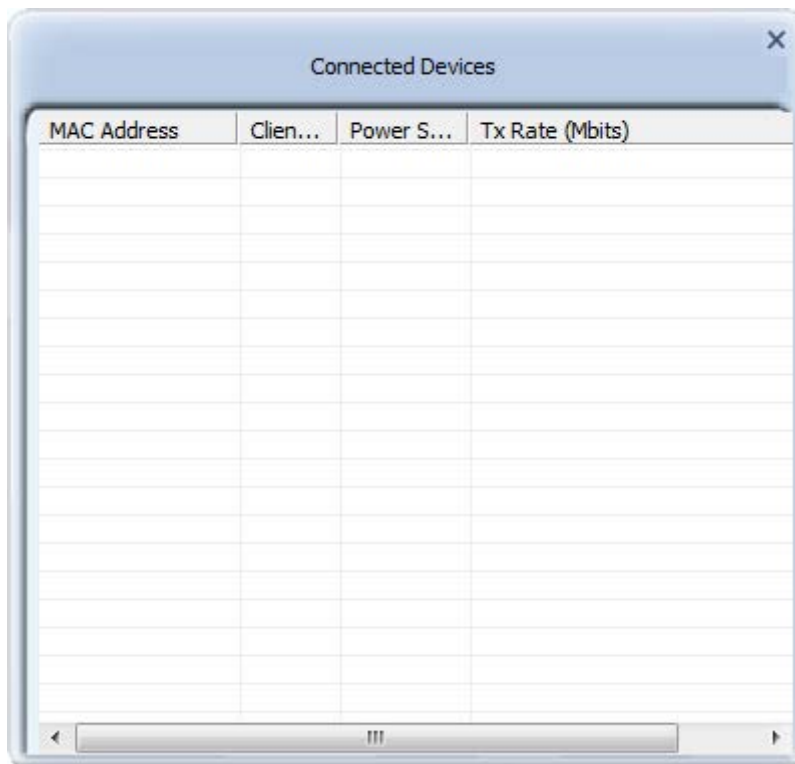 Connected Devices
MAC Address Clien... Power S... Tx Rate (Mbits)